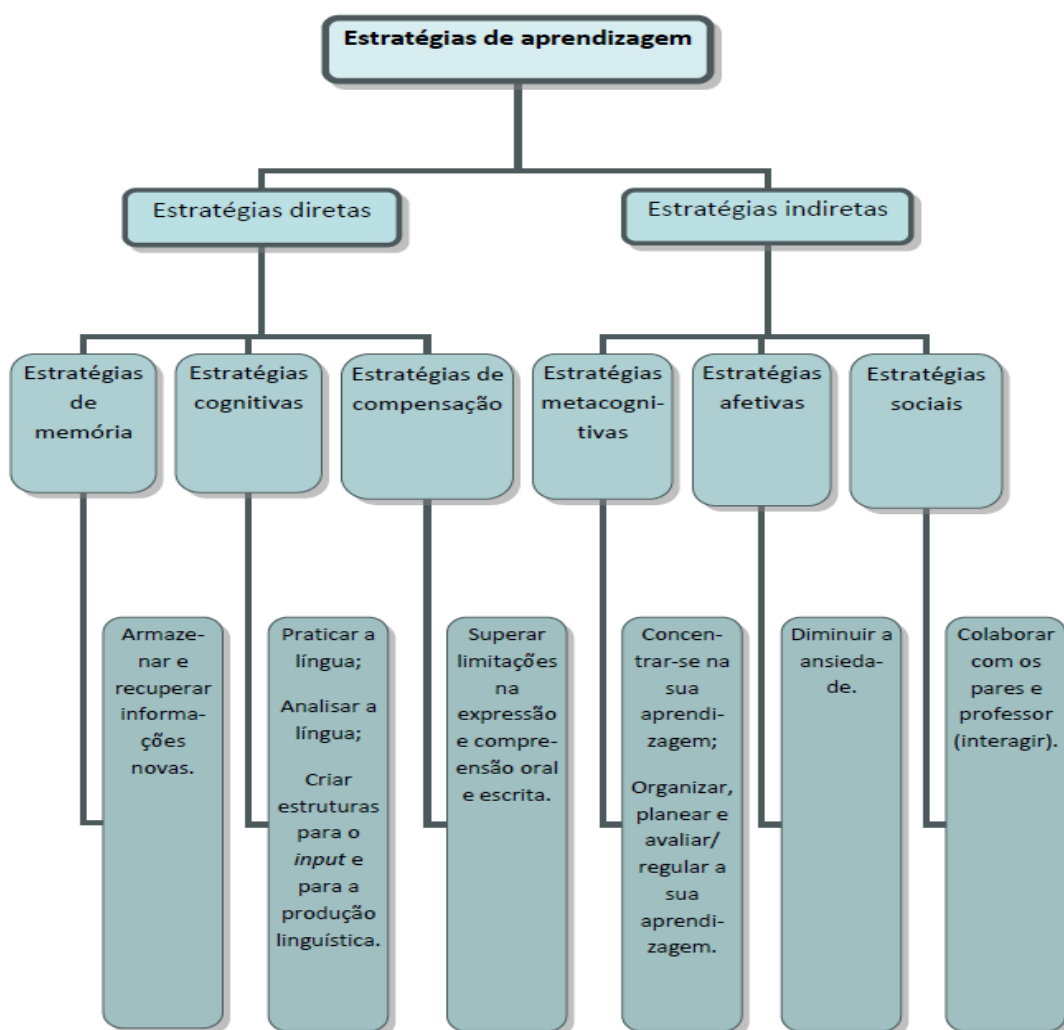 Estratégias de aprendizagem
Estratégias diretas
Estratégias indiretas
Estratégias
de
memória
Estratégias
cognitivas
Estratégias de
compensação
Estratégias
metacogni-
tivas
Estratégias
afetivas
Estratégias
sociais
Armaze-
nar e
recuperar
informa-
ções
novas.
Praticar a
língua;
Analisar a
língua;
Criar
estruturas
para o
input e
para a
produção
linguística.
Superar
limitações
na
expressão
e compre-
ensão oral
e escrita.
Concen-
trar-se na
sua
aprendi-
zagem;
Organizar,
planear e
avaliar/
regular a
sua
aprendi-
zagem.
Diminuir a
ansieda-
de.
Colaborar
com os
pares e
professor
(interagir).